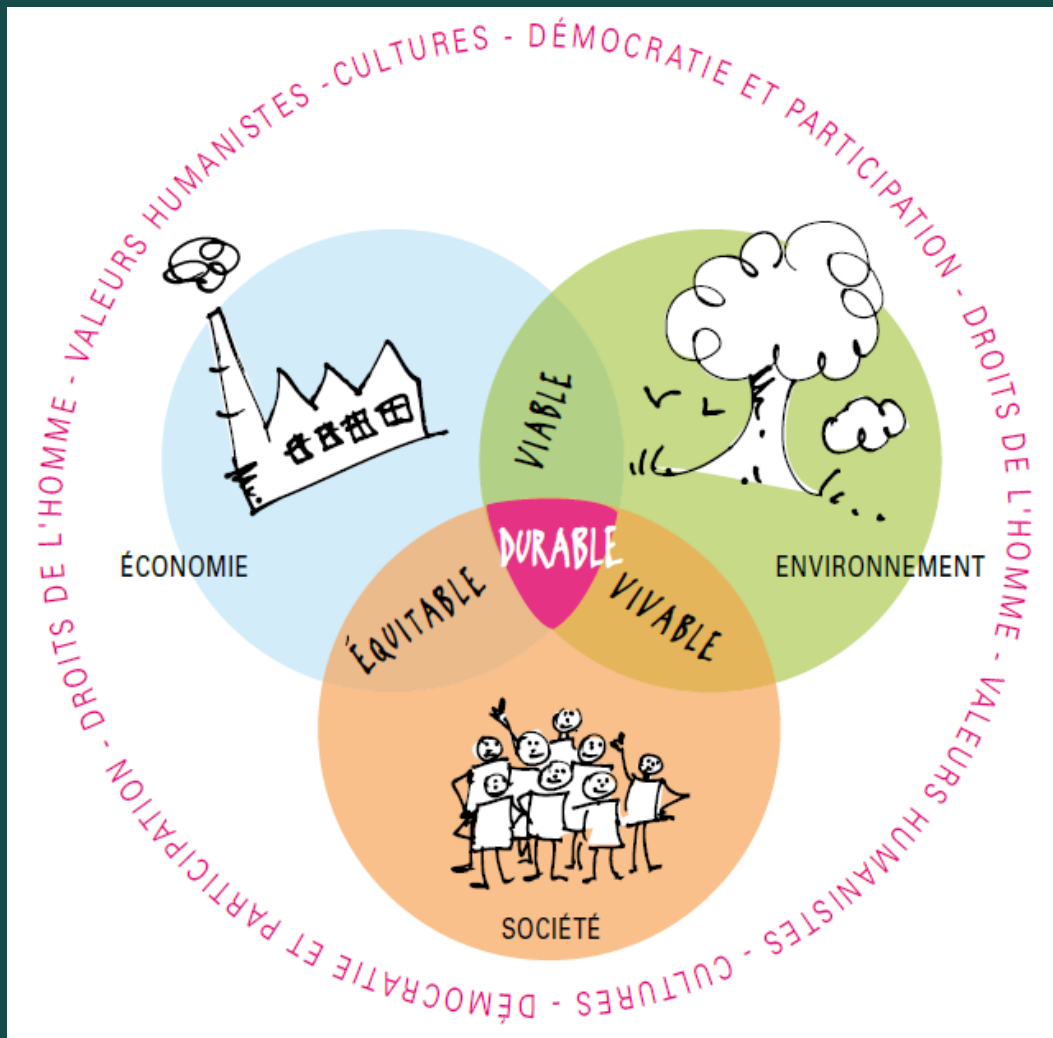 DROITS DE L'HOMME - VALEURS HUMANISTES - CULTURES - DÉMOCRATIE ET PARTICIPATION - DROITS DE L'HOMME - VALEURS HUMANISTES - CULTURES - DÉMOCRATIE ET PARTICIPATION -
VIABLE
DURABLE
ÉCONOMIE
ENVIRONNEMENT
ÉQUITABLE
VIVABLE
SOCIÉTÉ